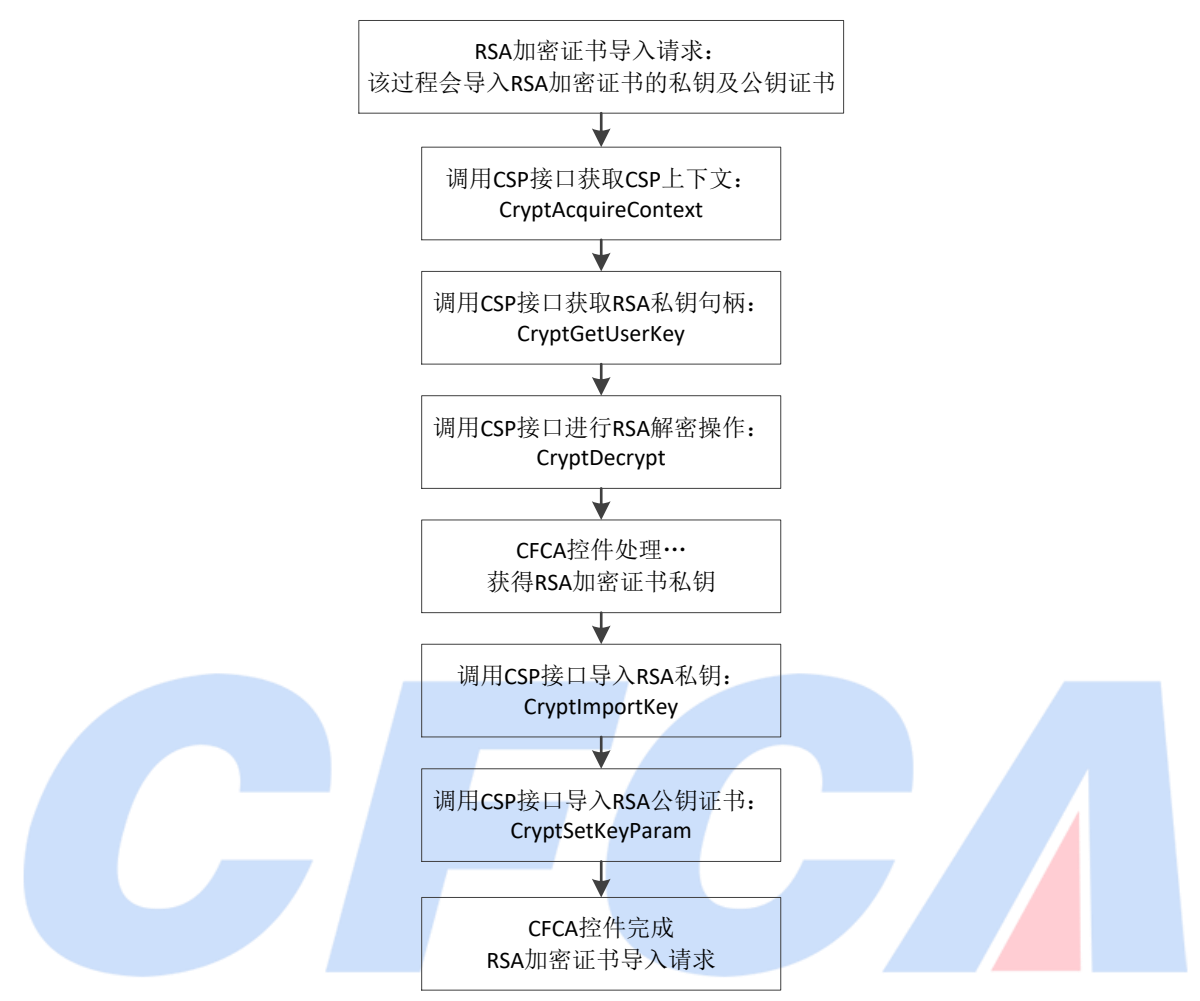 RSA加密证书导入请求：
该过程会导入RSA加密证书的私钥及公钥证书
调用CSP接口获取CSP上下文：
CryptAcquireContext
调用CSP接口获取RSA私钥句柄：
CryptGetUserKey
调用CSP接口进行RSA解密操作：
CryptDecrypt
CFCA控件处理…
获得RSA加密证书私钥
调用CSP接口导入RSA私钥：
CryptImportKey
调用CSP接口导入RSA公钥证书：
CryptSetKeyParam
CFCA控件完成
RSA加密证书导入请求
CFCA